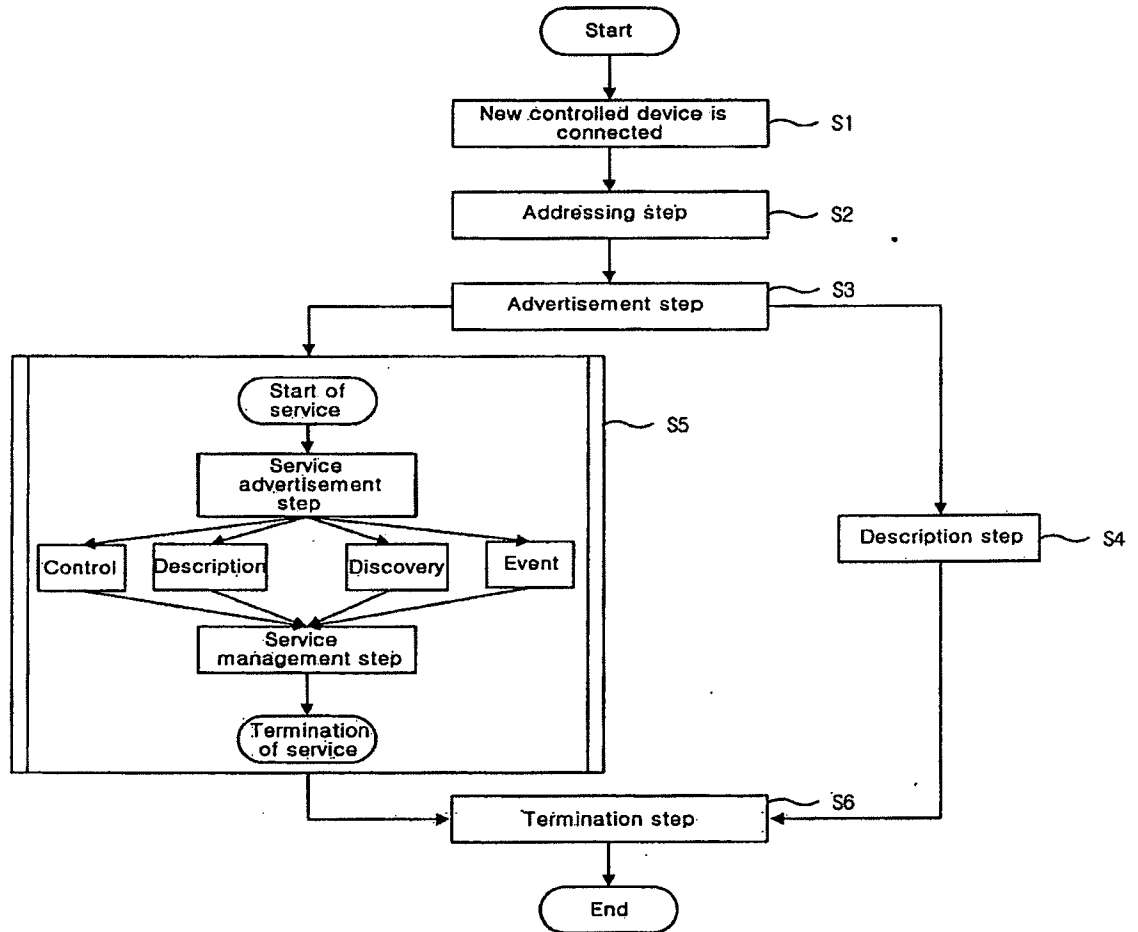 Start
New controlled device is
connected
S1
Addressing step
S2
Advertisement step
S3
Start of
service
S5
Service
advertisement
step
Control
Description
Discovery
Event
Description step
S4
Service
management step
Termination
of service
Termination step
S6
End